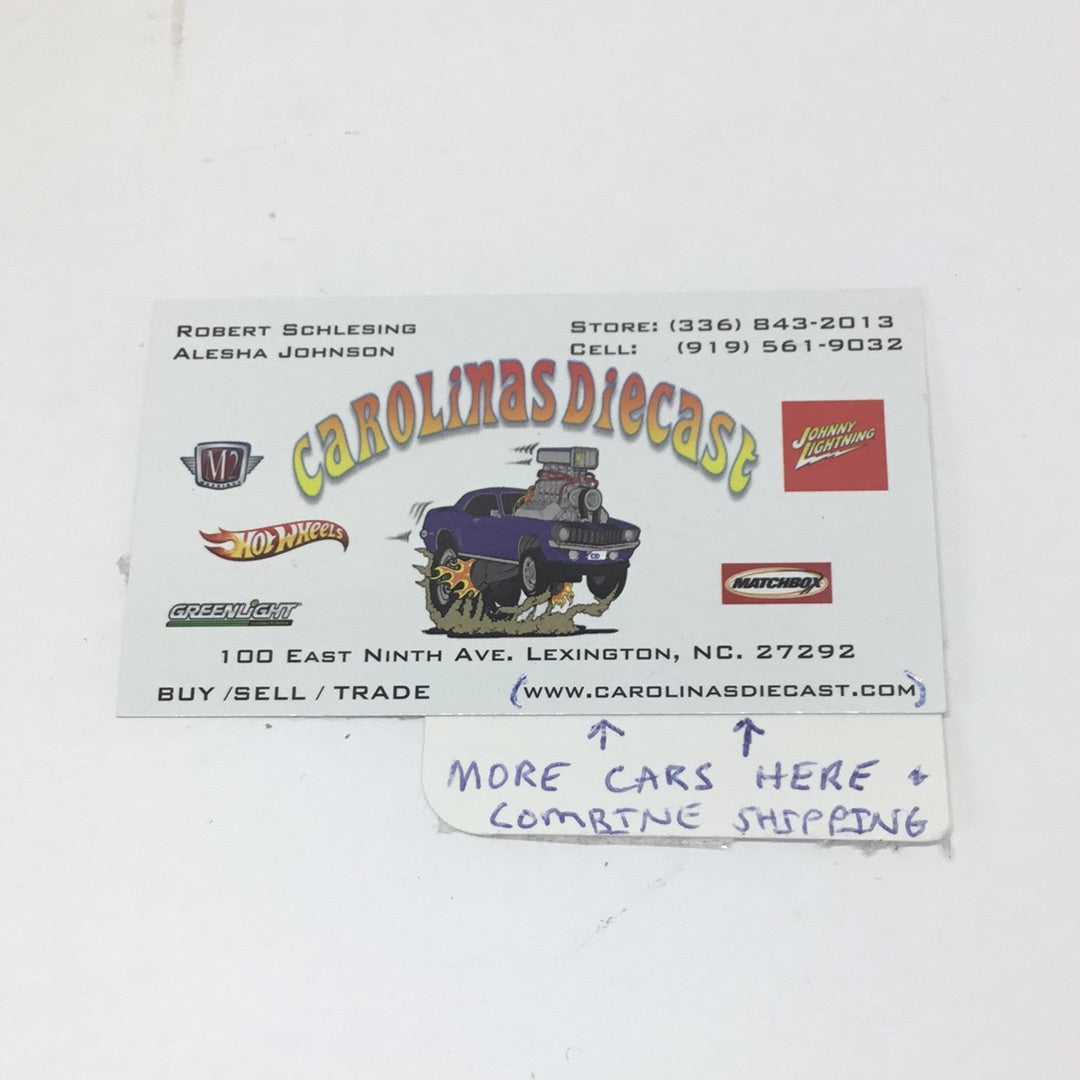 ROBERT SCHLESING
ALESHA JOHNSON
STORE: (336) 843-2013
CELL: (919) 561-9032
CAROLINAS DIECAST
M2
JOHNNY
LIGHTNING
HOT WHEELS
MATCHBOX
GREENLIGHT
100 EAST NINTH AVE. LEXINGTON, NC. 27292
BUY /SELL / TRADE
(WWW.CAROLINASDIECAST.COM)
↑ ↑
MORE CARS HERE +
COMBINE SHIPPING